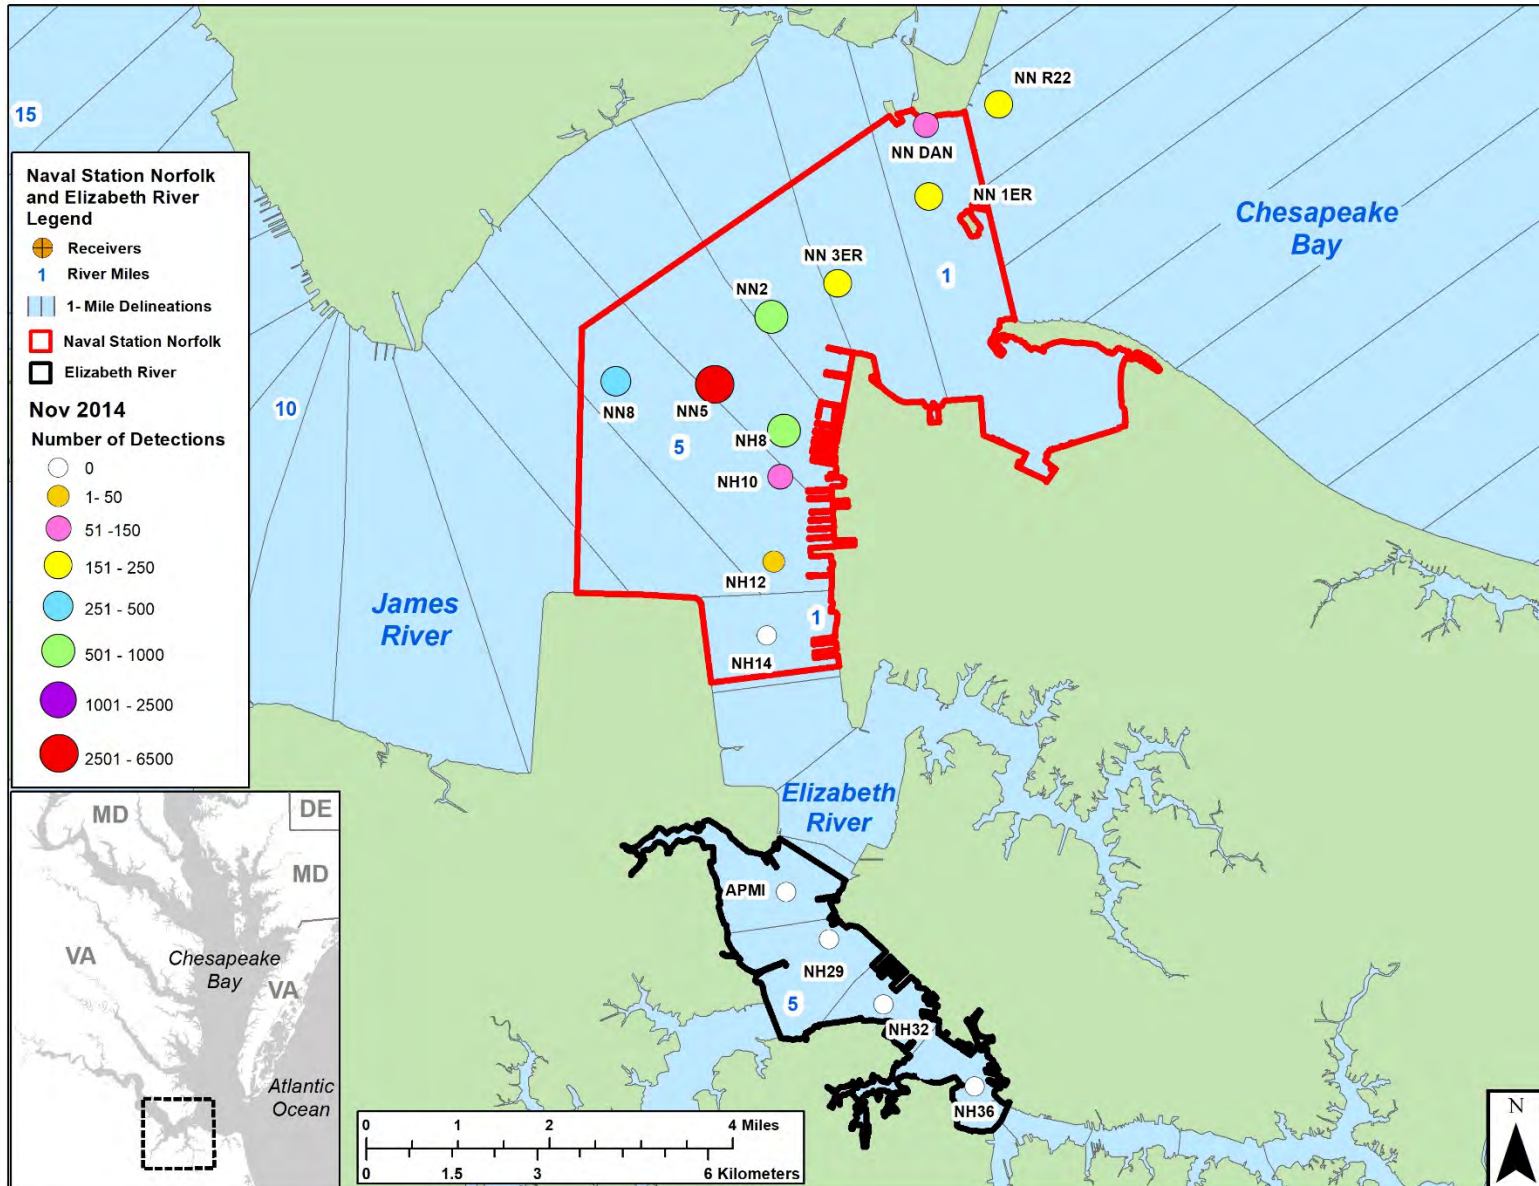 NN R22
15
NN DAN
Naval Station Norfolk
and Elizabeth River
Legend
Receivers
1 River Miles
1- Mile Delineations
Naval Station Norfolk
Elizabeth River
Nov 2014
Number of Detections
0
1- 50
51 -150
151 - 250
251 - 500
501 - 1000
1001 - 2500
2501 - 6500
NN 1ER
Chesapeake
Bay
NN 3ER
1
NN2
NN8
NN5
10
NH8
5
NH10
NH12
James
River
1
NH14
Elizabeth
River
APMI
NH29
5
NH32
NH36
MD
DE
MD
VA
Chesapeake
Bay
VA
Atlantic
Ocean
0 1 2 4 Miles
0 1.5 3 6 Kilometers
N